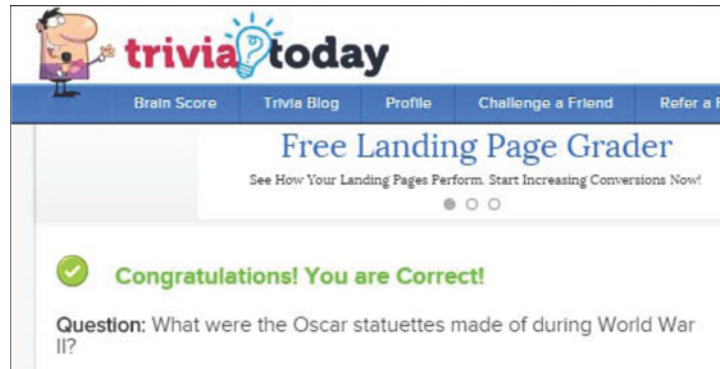 trivia today
Brain Score Trivia Blog Profile Challenge a Friend Refer a F
Free Landing Page Grader
See How Your Landing Pages Perform. Start Increasing Conversions Now!
Congratulations! You are Correct!
Question: What were the Oscar statuettes made of during World War
II?